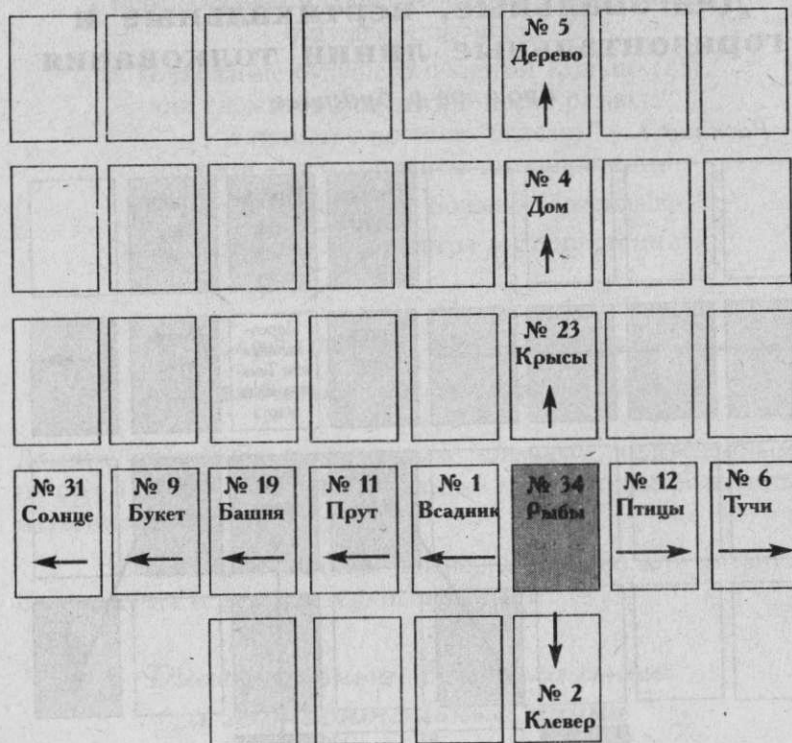 № 5
Дерево
№ 4
Дом
№ 23
Крысы
№ 31
Солнце
№ 9
Букет
№ 19
Башня
№ 11
Прут
№ 1
Всадник
№ 34
Рыбы
№ 12
Птицы
№ 6
Тучи
№ 2
Клевер